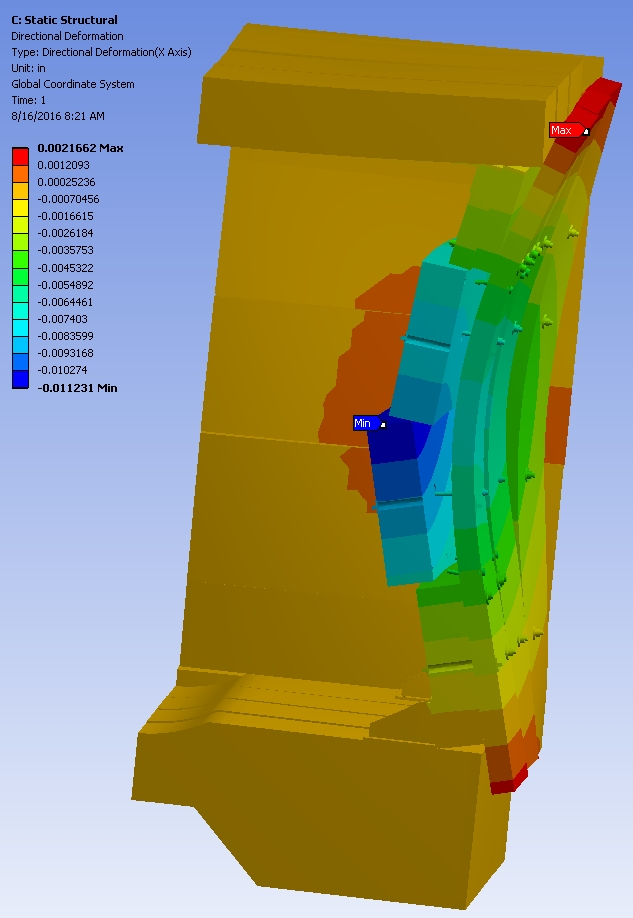 C: Static Structural
Directional Deformation
Type: Directional Deformation(X Axis)
Unit: in
Global Coordinate System
Time: 1
8/16/2016 8:21 AM
0.0021662 Max
0.0012093
0.00025236
-0.00070456
-0.0016615
-0.0026184
-0.0035753
-0.0045322
-0.0054892
-0.0064461
-0.007403
-0.0083599
-0.0093168
-0.010274
-0.011231 Min
Max
Min